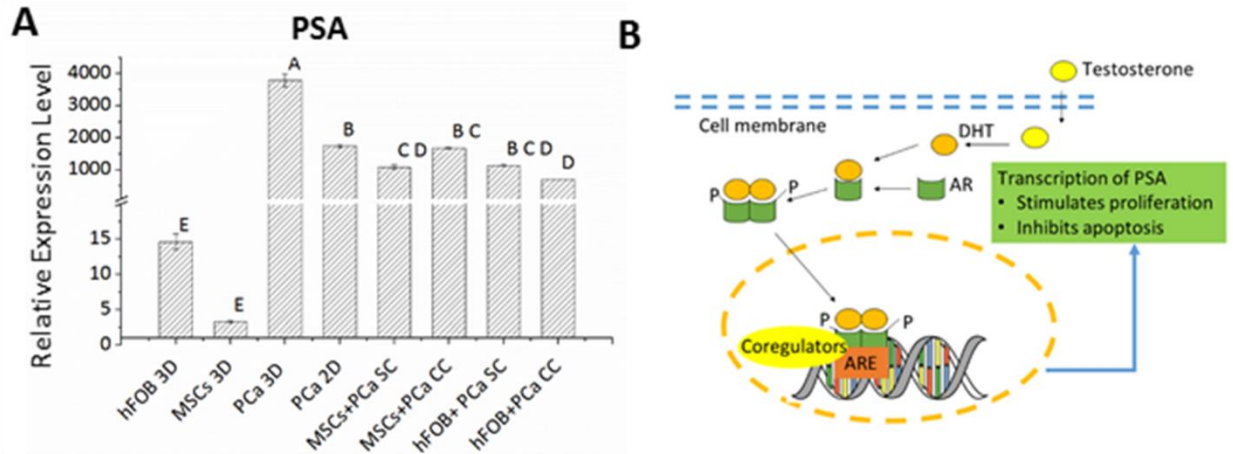 A
PSA
Relative Expression Level
4000
3000
2000
1000
15
10
5
0
A
B
C D
B C
B C D
D
E
E
hFOB 3D
MSCs 3D
PCa 3D
PCa 2D
MSCs+PCa SC
MSCs+PCa CC
hFOB+ PCa SC
hFOB+PCa CC
B
Testosterone
Cell membrane
DHT
AR
P
P
Transcription of PSA
• Stimulates proliferation
• Inhibits apoptosis
P
P
Coregulators
ARE